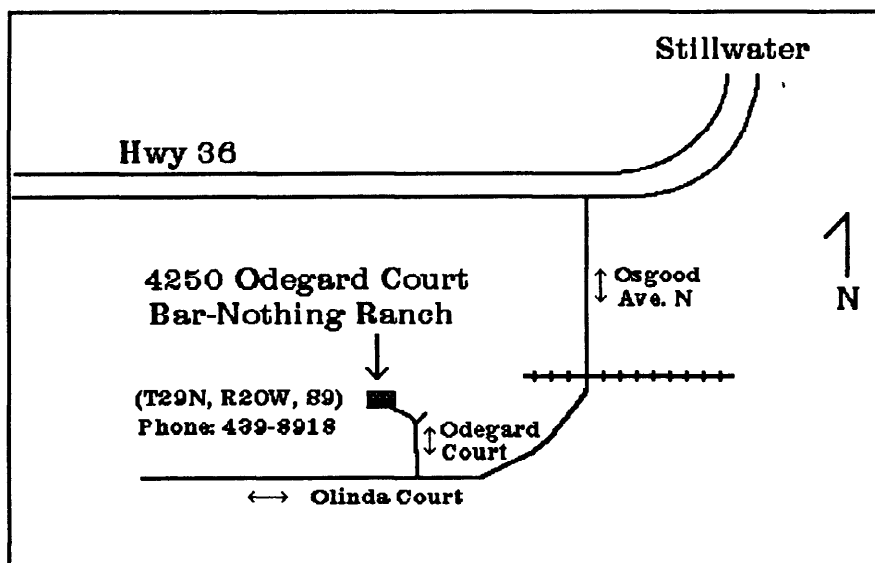 Stillwater
Hwy 36
4250 Odegard Court
Bar-Nothing Ranch
Osgood
Ave. N
N
(T29N, R20W, S9)
Phone: 439-8918
Odegard
Court
Olinda Court